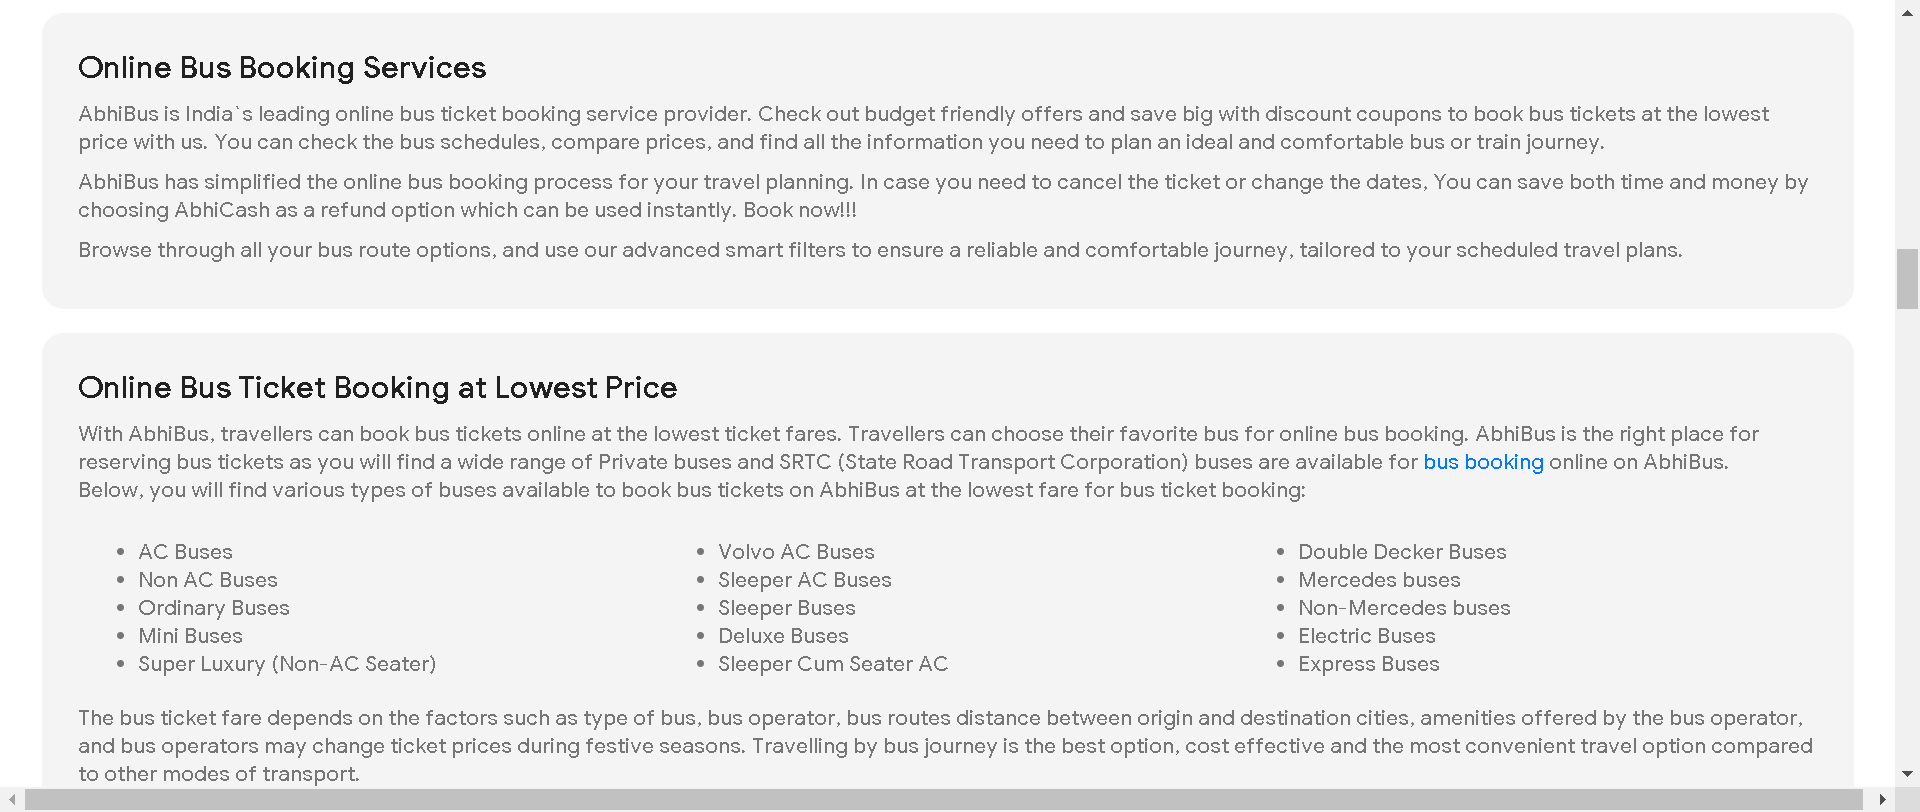 Online Bus Booking Services
AbhiBus is India`s leading online bus ticket booking service provider. Check out budget friendly offers and save big with discount coupons to book bus tickets at the lowest
price with us. You can check the bus schedules, compare prices, and find all the information you need to plan an ideal and comfortable bus or train journey.
AbhiBus has simplified the online bus booking process for your travel planning. In case you need to cancel the ticket or change the dates, You can save both time and money by
choosing AbhiCash as a refund option which can be used instantly. Book now!!!
Browse through all your bus route options, and use our advanced smart filters to ensure a reliable and comfortable journey, tailored to your scheduled travel plans.
Online Bus Ticket Booking at Lowest Price
With AbhiBus, travellers can book bus tickets online at the lowest ticket fares. Travellers can choose their favorite bus for online bus booking. AbhiBus is the right place for
reserving bus tickets as you will find a wide range of Private buses and SRTC (State Road Transport Corporation) buses are available for bus booking online on AbhiBus.
Below, you will find various types of buses available to book bus tickets on AbhiBus at the lowest fare for bus ticket booking:
• AC Buses
• Non AC Buses
• Ordinary Buses
• Mini Buses
• Super Luxury (Non-AC Seater)
• Volvo AC Buses
• Sleeper AC Buses
• Sleeper Buses
• Deluxe Buses
• Sleeper Cum Seater AC
• Double Decker Buses
• Mercedes buses
• Non-Mercedes buses
• Electric Buses
• Express Buses
The bus ticket fare depends on the factors such as type of bus, bus operator, bus routes distance between origin and destination cities, amenities offered by the bus operator,
and bus operators may change ticket prices during festive seasons. Travelling by bus journey is the best option, cost effective and the most convenient travel option compared
to other modes of transport.